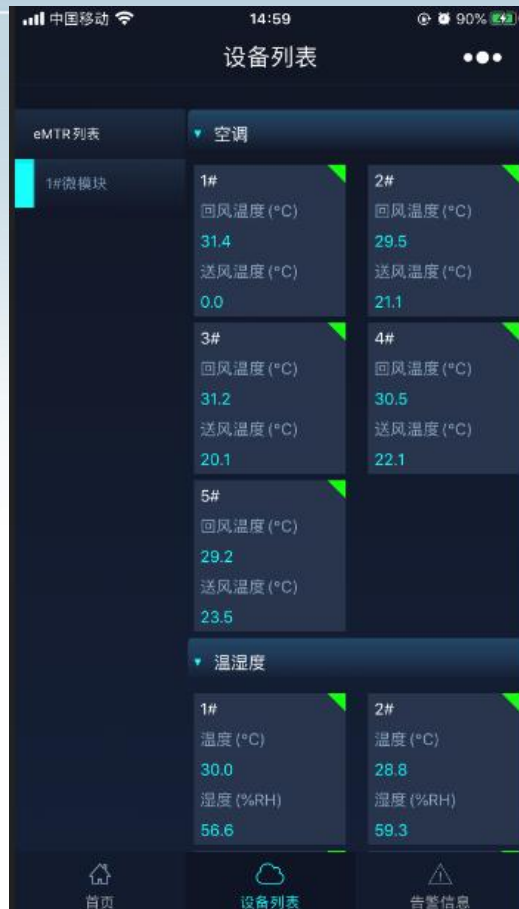 中国移动 14:59 90%
设备列表
eMTR列表
1#微模块
空调
1#
回风温度(°C)
31.4
送风温度(°C)
0.0
2#
回风温度(°C)
29.5
送风温度(°C)
21.1
3#
回风温度(°C)
31.2
送风温度(°C)
20.1
4#
回风温度(°C)
30.5
送风温度(°C)
22.1
5#
回风温度(°C)
29.2
送风温度(°C)
23.5
温湿度
1#
温度(°C)
30.0
湿度(%RH)
56.6
2#
温度(°C)
28.8
湿度(%RH)
59.3
首页
设备列表
告警信息